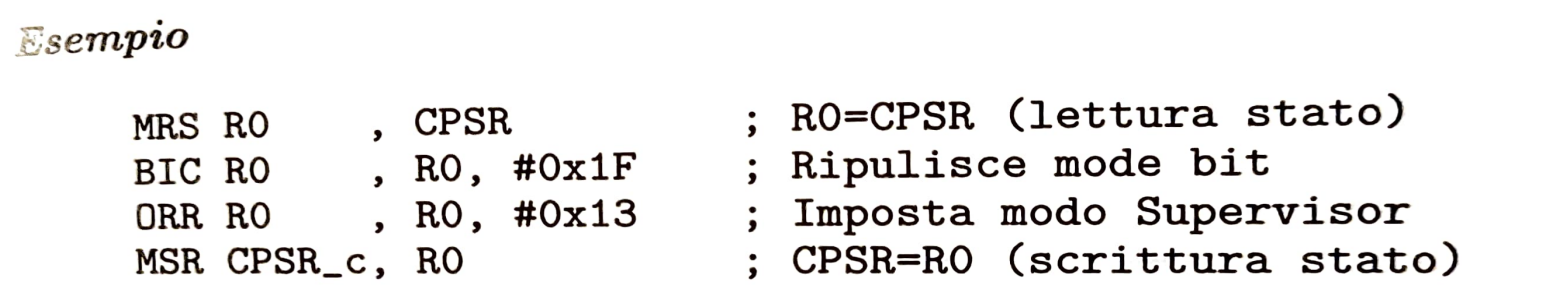 Esempio
MRS R0 , CPSR ; R0=CPSR (lettura stato)
BIC R0 , R0, #0x1F ; Ripulisce mode bit
ORR R0 , R0, #0x13 ; Imposta modo Supervisor
MSR CPSR_c, R0 ; CPSR=R0 (scrittura stato)